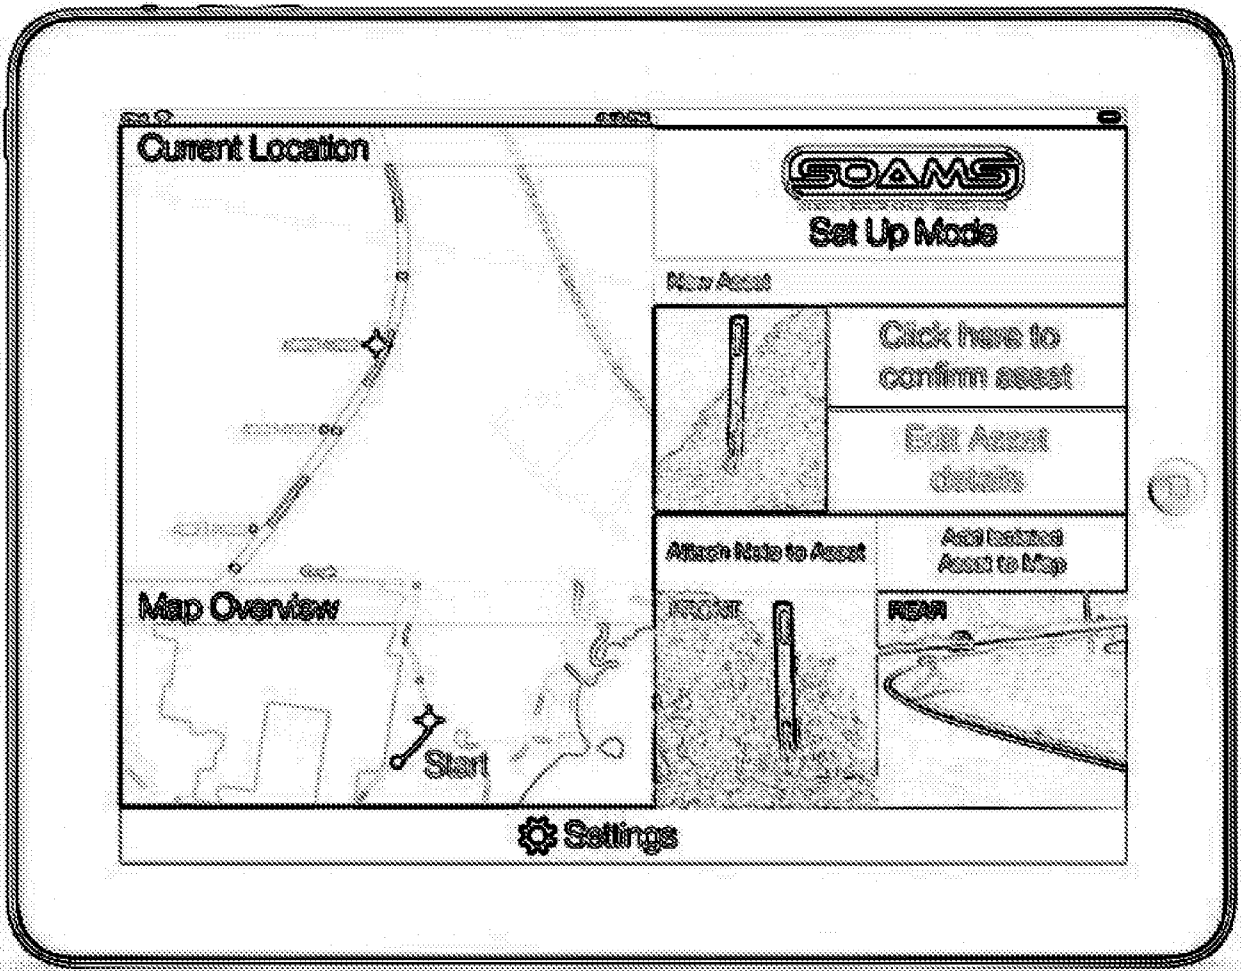 Current Location
SOAMS
Set Up Mode
New Asset
Click here to
confirm asset
Edit Asset
details
Attach Note to Asset
Add Isolated
Asset to Map
Map Overview
FRONT
REAR
Start
Settings